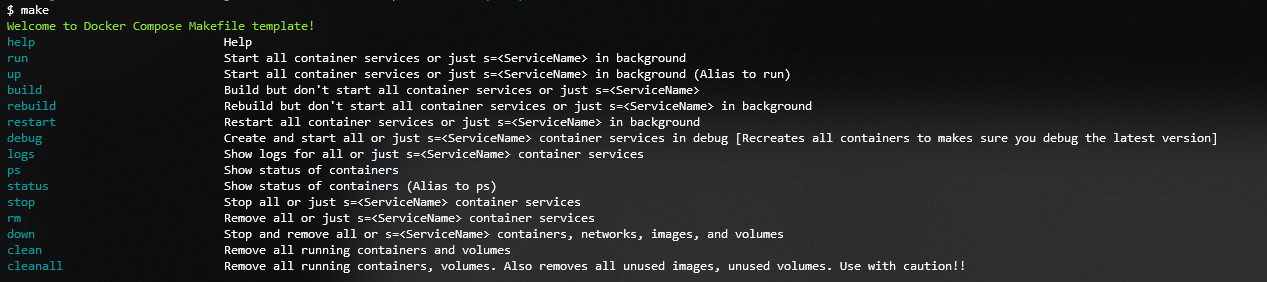 $ make
Welcome to Docker Compose Makefile template!
help Help
run Start all container services or just s=<ServiceName> in background
up Start all container services or just s=<ServiceName> in background (Alias to run)
build Build but don't start all container services or just s=<ServiceName>
rebuild Rebuild but don't start all container services or just s=<ServiceName> in background
restart Restart all container services or just s=<ServiceName> in background
debug Create and start all or just s=<ServiceName> container services in debug [Recreates all containers to makes sure you debug the latest version]
logs Show logs for all or just s=<ServiceName> container services
ps Show status of containers
status Show status of containers (Alias to ps)
stop Stop all or just s=<ServiceName> container services
rm Remove all or just s=<ServiceName> container services
down Stop and remove all or s=<ServiceName> containers, networks, images, and volumes
clean Remove all running containers and volumes
cleanall Remove all running containers, volumes. Also removes all unused images, unused volumes. Use with caution!!